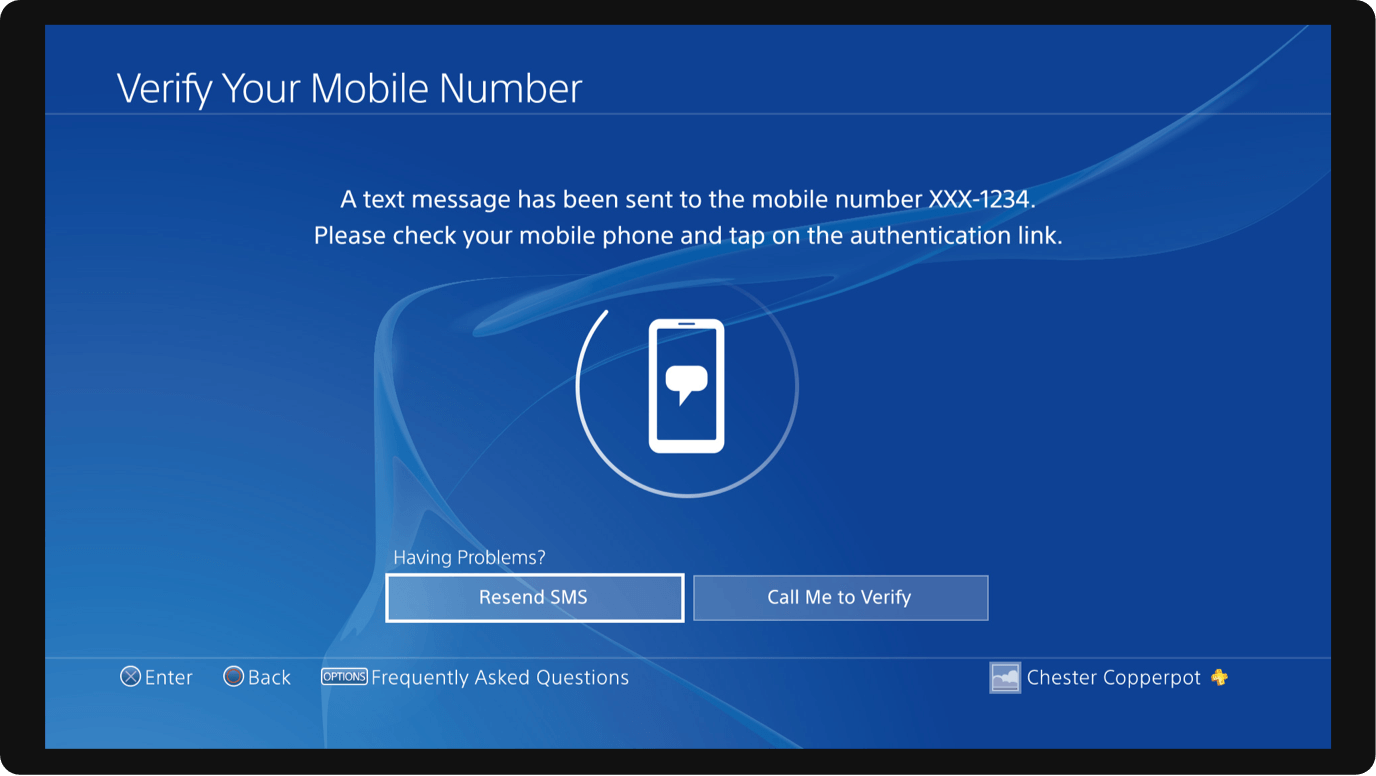 Verify Your Mobile Number
A text message has been sent to the mobile number XXX-1234.
Please check your mobile phone and tap on the authentication link.
Having Problems?
Resend SMS
Call Me to Verify
Enter
Back
OPTIONS Frequently Asked Questions
Chester Copperpot